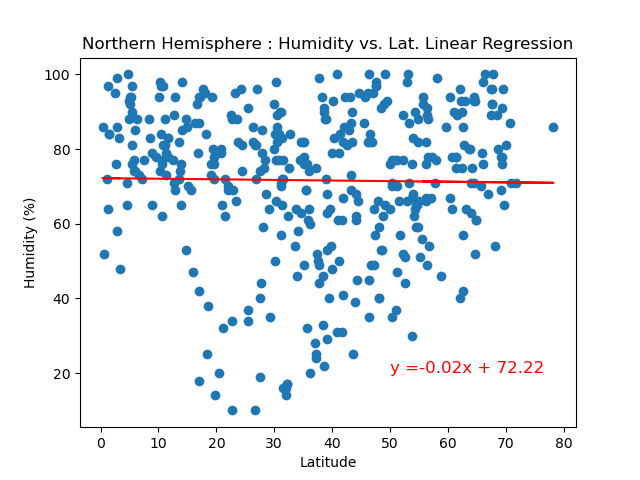 Northern Hemisphere : Humidity vs. Lat. Linear Regression
100
80
60
40
20
Humidity (%)
y =-0.02x + 72.22
0 10 20 30 40 50 60 70 80
Latitude